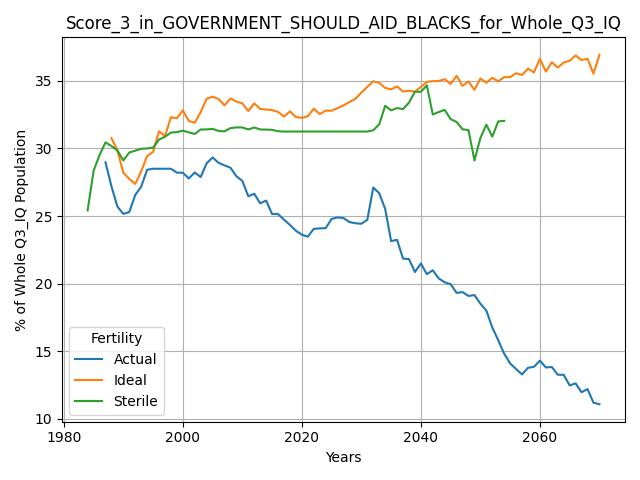 Score_3_in_GOVERNMENT_SHOULD_AID_BLACKS_for_Whole_Q3_IQ
% of Whole Q3_IQ Population
35
30
25
20
15
10
Fertility
Actual
Ideal
Sterile
1980 2000 2020 2040 2060
Years